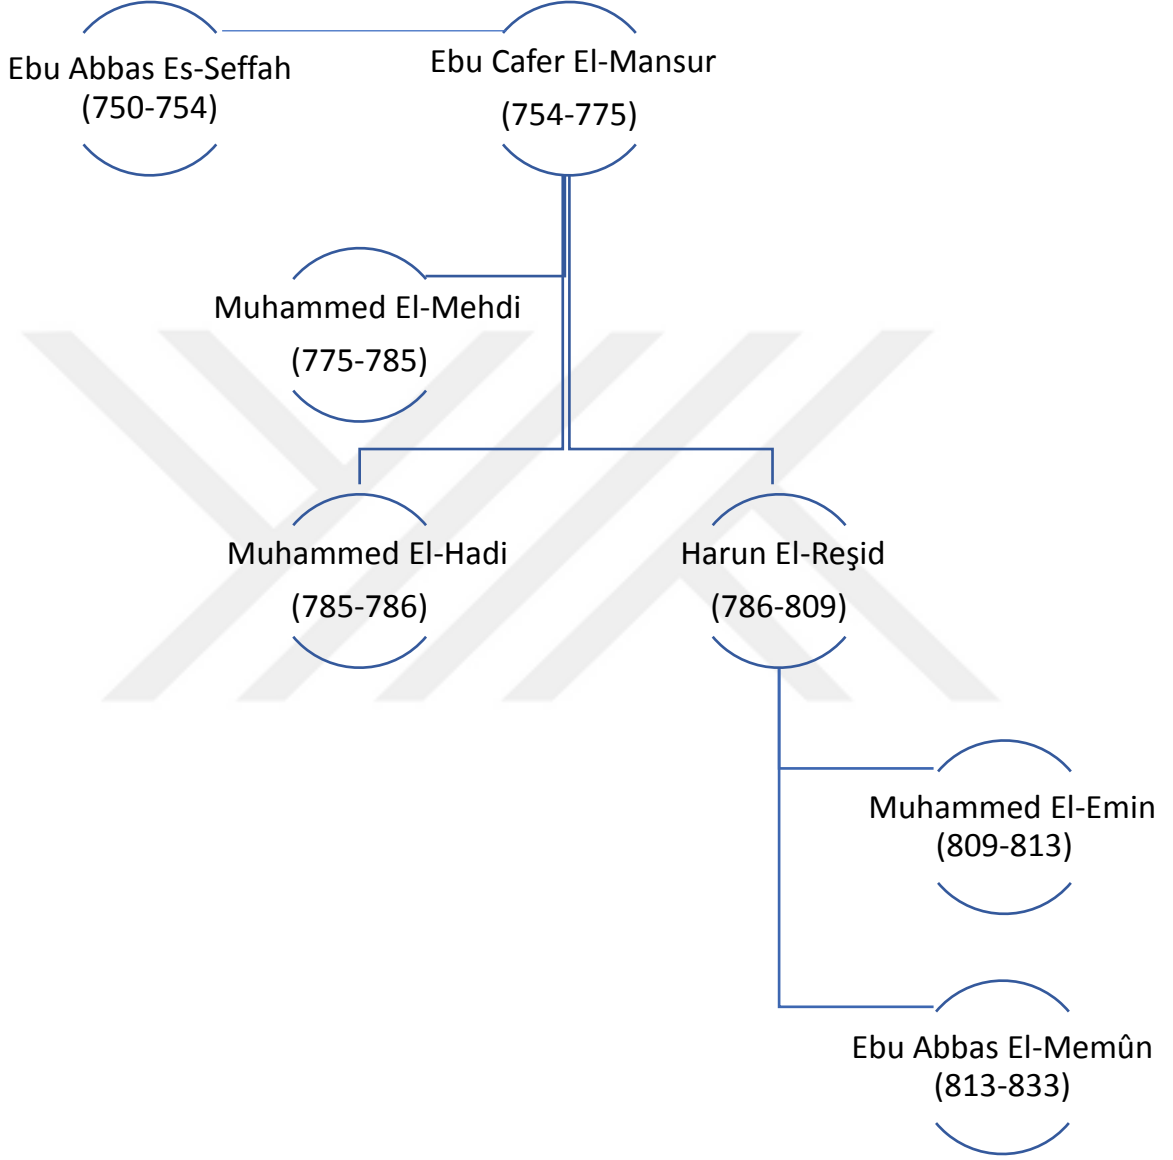 Ebu Abbas Es-Seffah
(750-754)
Ebu Cafer El-Mansur
(754-775)
Muhammed El-Mehdi
(775-785)
Muhammed El-Hadi
(785-786)
Harun El-Reşid
(786-809)
Muhammed El-Emin
(809-813)
Ebu Abbas El-Memûn
(813-833)